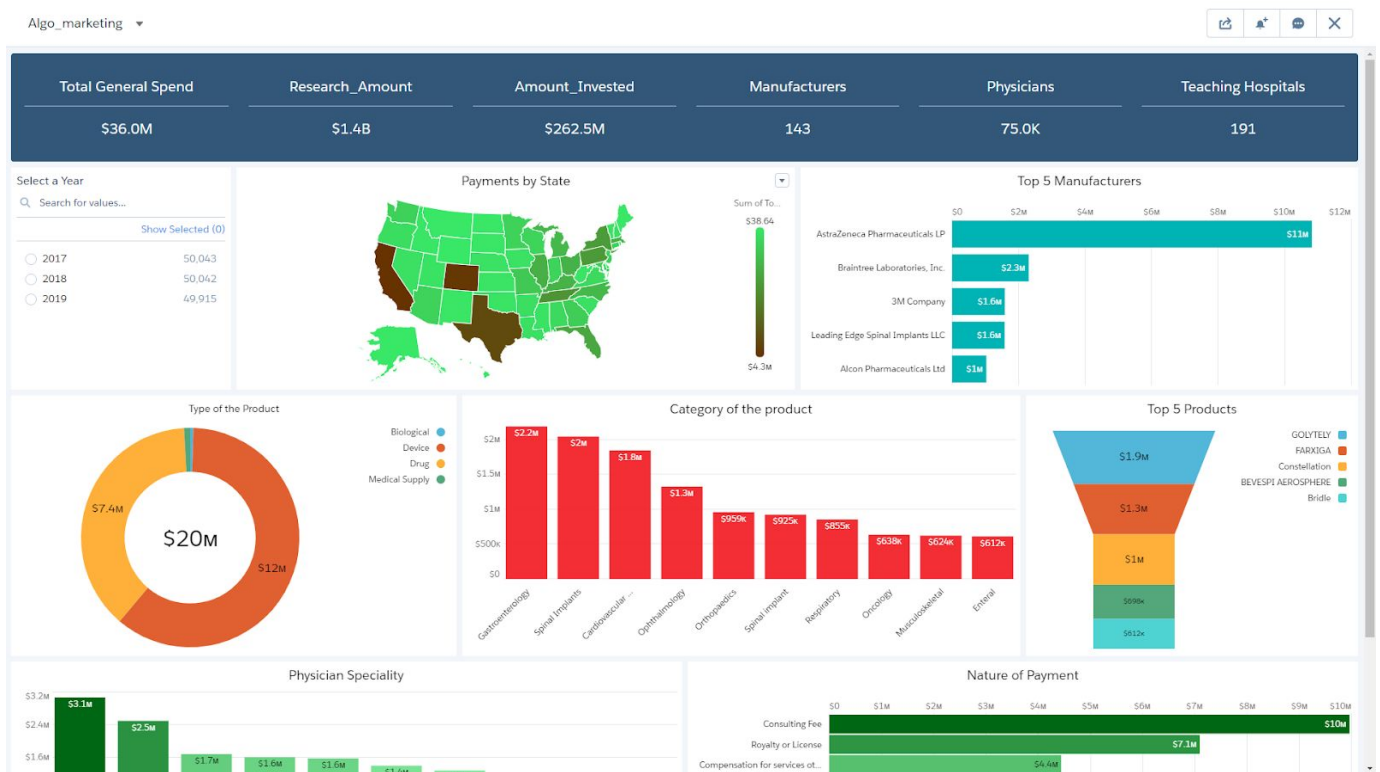 Algo_marketing
Total General Spend
Research_Amount
Amount_Invested
Manufacturers
Physicians
Teaching Hospitals
$36.0M
$1.4B
$262.5M
143
75.0K
191
Select a Year
Search for values...
Show Selected (0)
2017 50,043
2018 50,042
2019 49,915
Payments by State
Sum of To...
$38.64
$4.3M
Top 5 Manufacturers
$0 $2M $4M $6M $8M $10M $12M
AstraZeneca Pharmaceuticals LP $11M
Braintree Laboratories, Inc. $2.3M
3M Company $1.6M
Leading Edge Spinal Implants LLC $1.6M
Alcon Pharmaceuticals Ltd $1M
Type of the Product
Biological
Device
Drug
Medical Supply
$7.4M
$20M
$12M
Category of the product
$2M
$1.5M
$1M
$500K
$0
$2.2M
$2M
$1.8M
$1.3M
$959K
$925K
$855K
$638K
$624K
$612K
Gastroenterology
Spinal Implants
Cardiovascular ...
Ophthalmology
Orthopaedics
Spinal implant
Respiratory
Oncology
Musculoskeletal
Enteral
Top 5 Products
GOLYTELY
FARXIGA
Constellation
BEVESPI AEROSPHERE
Bridle
$1.9M
$1.3M
$1M
$612K
Physician Speciality
$3.2M
$2.4M
$1.6M
$3.1M
$2.5M
$1.7M
$1.6M
$1.6M
Nature of Payment
$0 $1M $2M $3M $4M $5M $6M $7M $8M $9M $10M
Consulting Fee $10M
Royalty or License $7.1M
Compensation for services ot... $4.4M